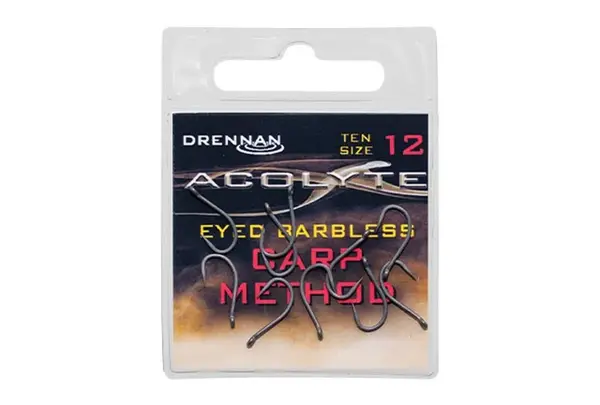 DRENNAN
TEN
SIZE 12
ACOLYTE
EYED BARBLESS
CARP
METHOD